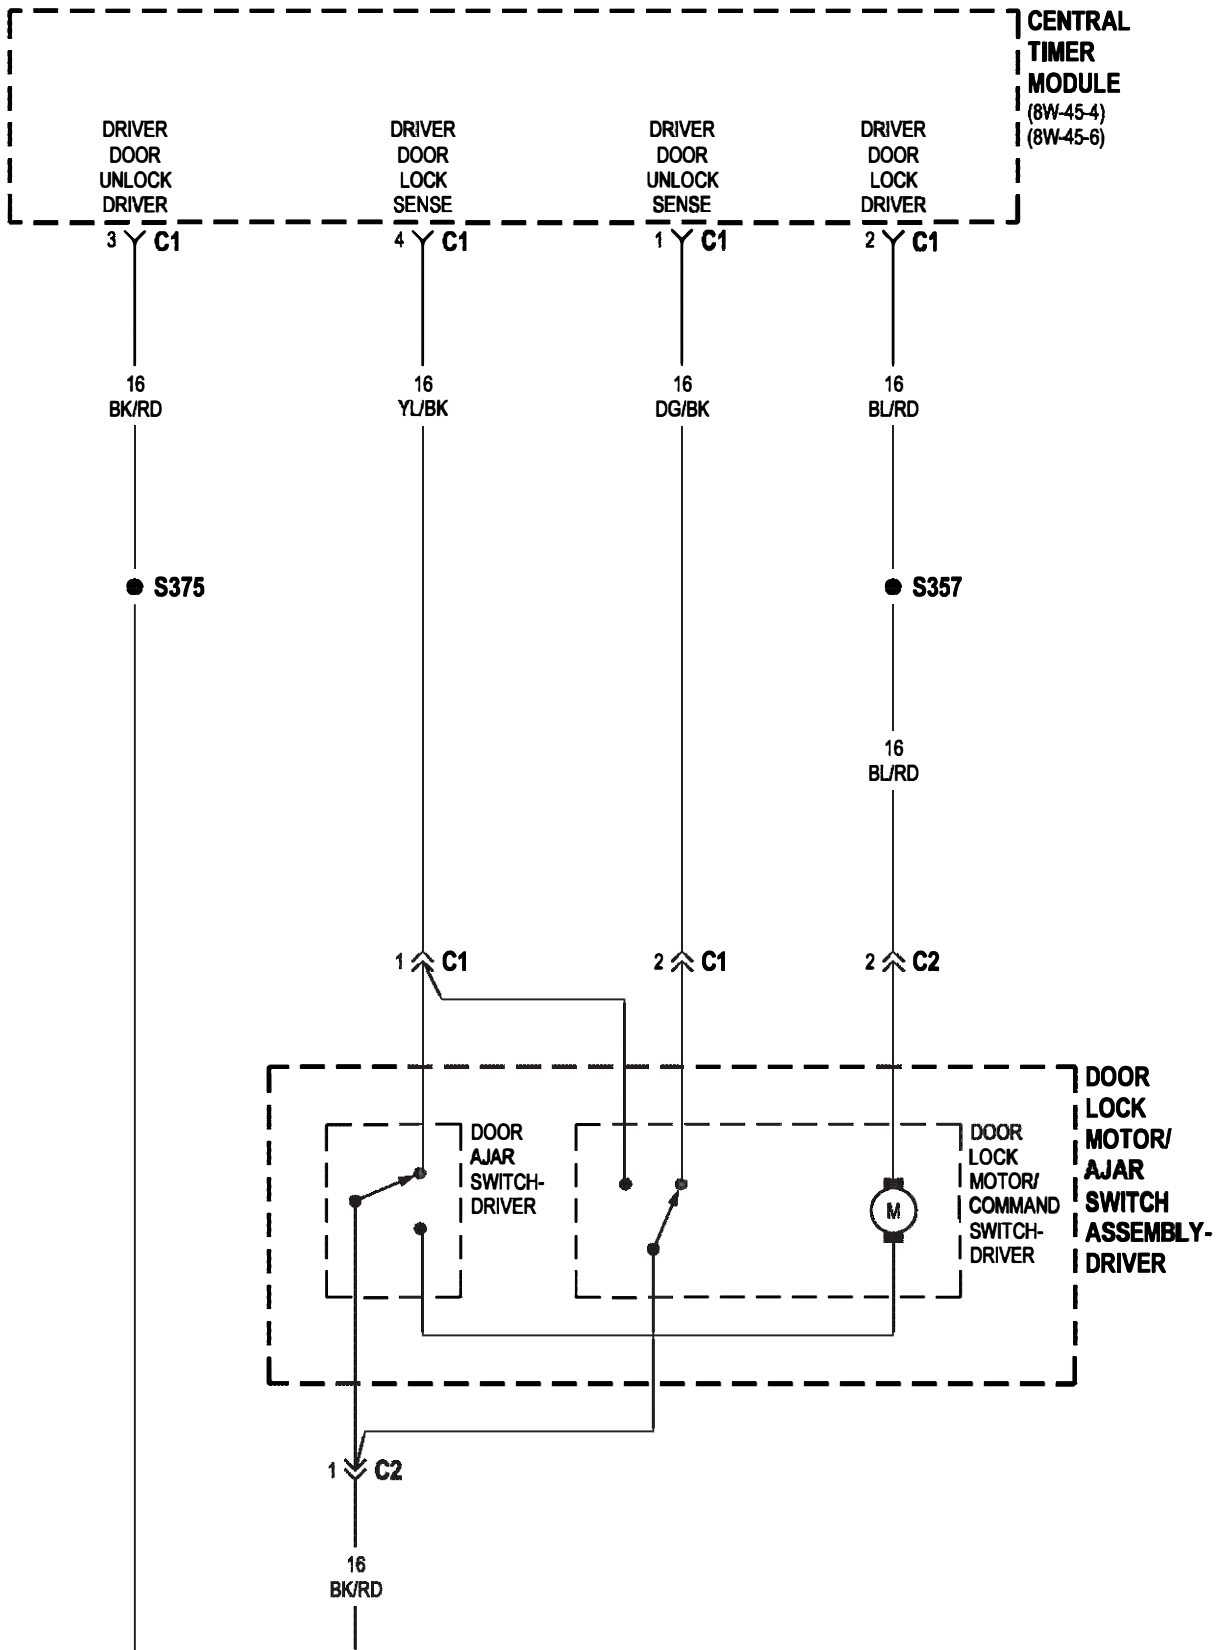 CENTRAL
TIMER
MODULE
(8W-45-4)
(8W-45-6)
DRIVER
DOOR
UNLOCK
DRIVER
DRIVER
DOOR
LOCK
SENSE
DRIVER
DOOR
UNLOCK
SENSE
DRIVER
DOOR
LOCK
DRIVER
3 C1
4 C1
1 C1
2 C1
16
BK/RD
16
YL/BK
16
DG/BK
16
BL/RD
S375
S357
16
BL/RD
1 C1
2 C1
2 C2
DOOR
AJAR
SWITCH-
DRIVER
DOOR
LOCK
MOTOR/
COMMAND
SWITCH-
DRIVER
M
DOOR
LOCK
MOTOR/
AJAR
SWITCH
ASSEMBLY-
DRIVER
1 C2
16
BK/RD